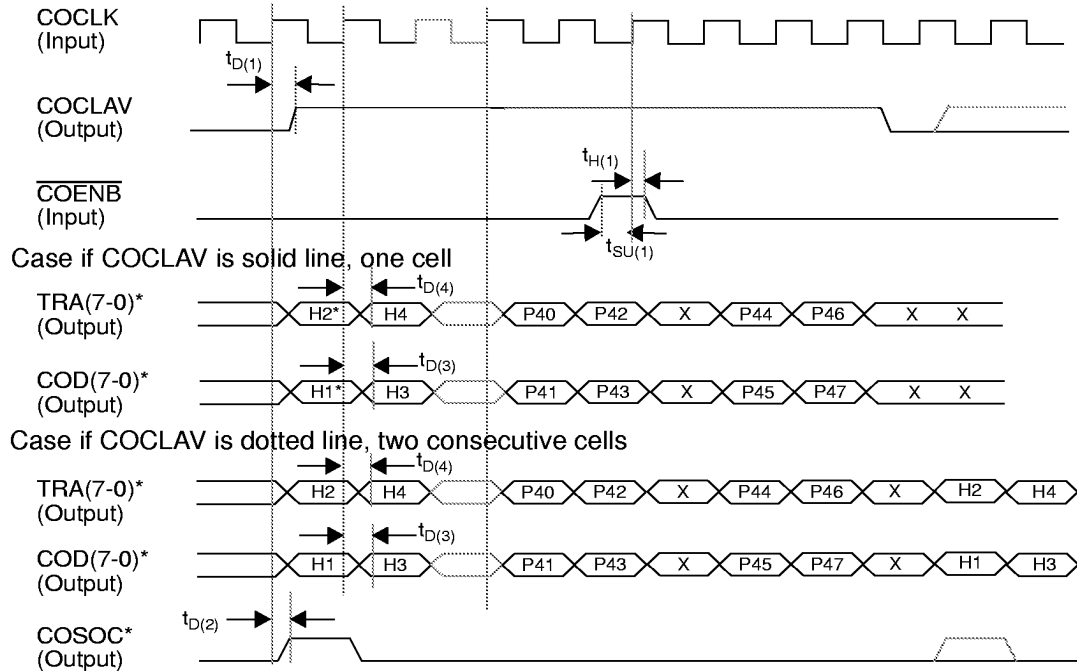 COCLK
(Input)
tD(1)
COCLAV
(Output)
tH(1)
COENB
(Input)
tSU(1)
Case if COCLAV is solid line, one cell
tD(4)
TRA(7-0)* H2* H4 P40 P42 X P44 P46 X X
(Output)
tD(3)
COD(7-0)* H1* H3 P41 P43 X P45 P47 X X
(Output)
Case if COCLAV is dotted line, two consecutive cells
tD(4)
TRA(7-0)* H2 H4 P40 P42 X P44 P46 X H2 H4
(Output)
tD(3)
COD(7-0)* H1 H3 P41 P43 X P45 P47 X H1 H3
(Output)
tD(2)
COSOC*
(Output)